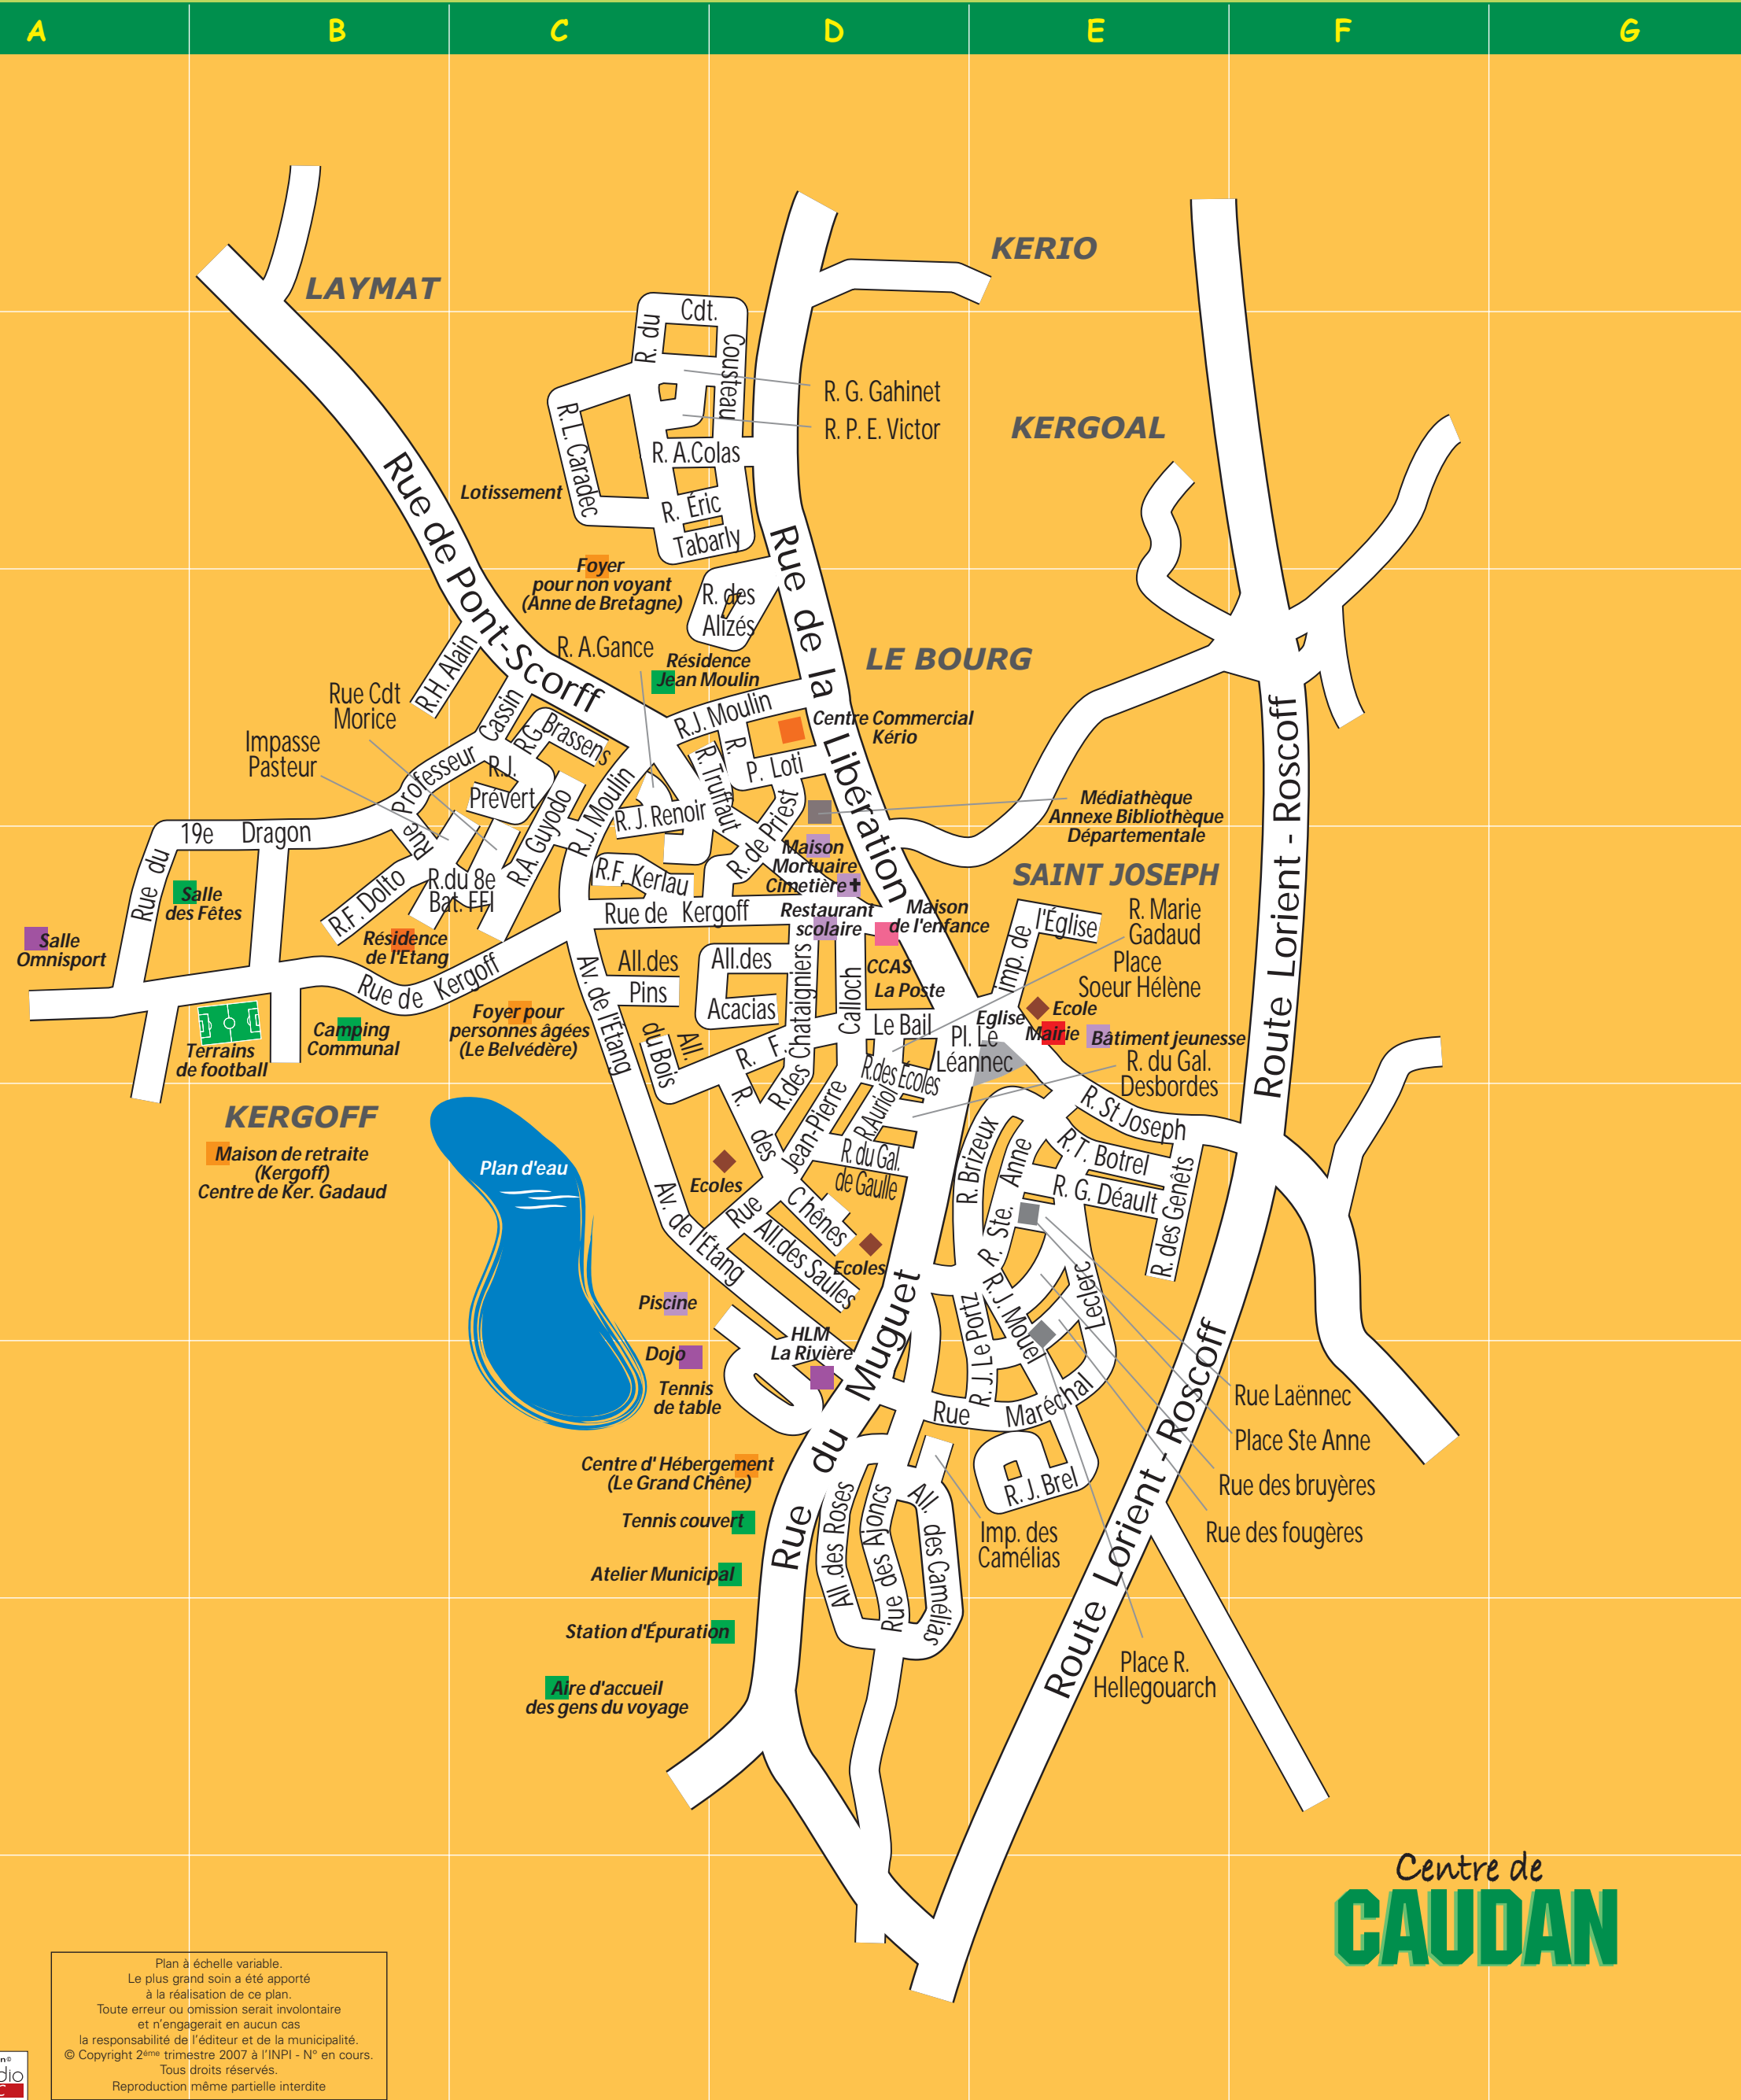 A B C D E F G
KERIO
LAYMAT
R. du
Cdt.
Cousteau
R. G. Gahinet
R. P. E. Victor
KERGOAL
R. L. Caradec
R. A.Colas
Lotissement
R. Éric
Tabarly
Rue de Pont-Scorff
Rue de la Libération
Foyer
pour non voyant
(Anne de Bretagne)
R. des
Alizés
R. A.Gance
Résidence
Jean Moulin
LE BOURG
R.H. Alain
Rue Cdt
Morice
Impasse
Pasteur
R.J. Moulin
Centre Commercial
Kério
Rue Professeur Cassin
R.G. Brassens
R.J.
Prévert
R. P. Loti
R. Truffaut
R.A. Guyodo
R.J. Moulin
R. J. Renoir
R. de Priest
Médiathèque
Annexe Bibliothèque
Départementale
Rue du 19e Dragon
Maison
Mortuaire
Cimetière
SAINT JOSEPH
R.F. Dolto
R.du 8e
Bat. FFI
R.F. Kerlau
Salle
des Fêtes
Salle
Omnisport
Résidence
de l'Etang
Rue de Kergoff
Restaurant
scolaire
Maison
de l'enfance
imp. de l'Église
R. Marie
Gadaud
Place
Soeur Hélène
Rue de Kergoff
All.des
Pins
All.des
Acacias
CCAS
La Poste
Calloch
Le Bail
Eglise
Ecole
Mairie
Bâtiment jeunesse
Terrains
de football
Camping
Communal
Foyer pour
personnes âgées
(Le Belvédère)
Av. de l'Étang
All.
du Bois
R. F.
R.des Chataigniers
Pl. Le
Léannec
R.des Écoles
R. du Gal.
Desbordes
KERGOFF
Maison de retraite
(Kergoff)
Centre de Ker. Gadaud
Plan d'eau
R. des Chênes
Rue Jean-Pierre
R.Auriol
R. du Gal.
de Gaulle
R. St Joseph
R.T. Botrel
R. G. Déault
R. des Genêts
R. Brizeux
R. Ste. Anne
Route Lorient - Roscoff
Ecoles
Av. de l'Étang
All.des Saules
Ecoles
Piscine
Dojo
Tennis
de table
HLM
La Rivière
Rue du Muguet
R. J. Le Portz
R. J. Mouel
Rue Maréchal Leclerc
Rue Laënnec
Place Ste Anne
Rue des bruyères
Rue des fougères
Route Lorient - Roscoff
Centre d' Hébergement
(Le Grand Chêne)
Tennis couvert
Atelier Municipal
Station d'Épuration
Aire d'accueil
des gens du voyage
All .des Roses
Rue des Ajoncs
All. des Camélias
R. J. Brel
Imp. des
Camélias
Place R.
Hellegouarch
Route Lorient - Roscoff
Centre de
CAUDAN
Plan à échelle variable.
Le plus grand soin a été apporté
à la réalisation de ce plan.
Toute erreur ou omission serait involontaire
et n'engagerait en aucun cas
la responsabilité de l'éditeur et de la municipalité.
© Copyright 2ème trimestre 2007 à l'INPI - N° en cours.
Tous droits réservés.
Reproduction même partielle interdite